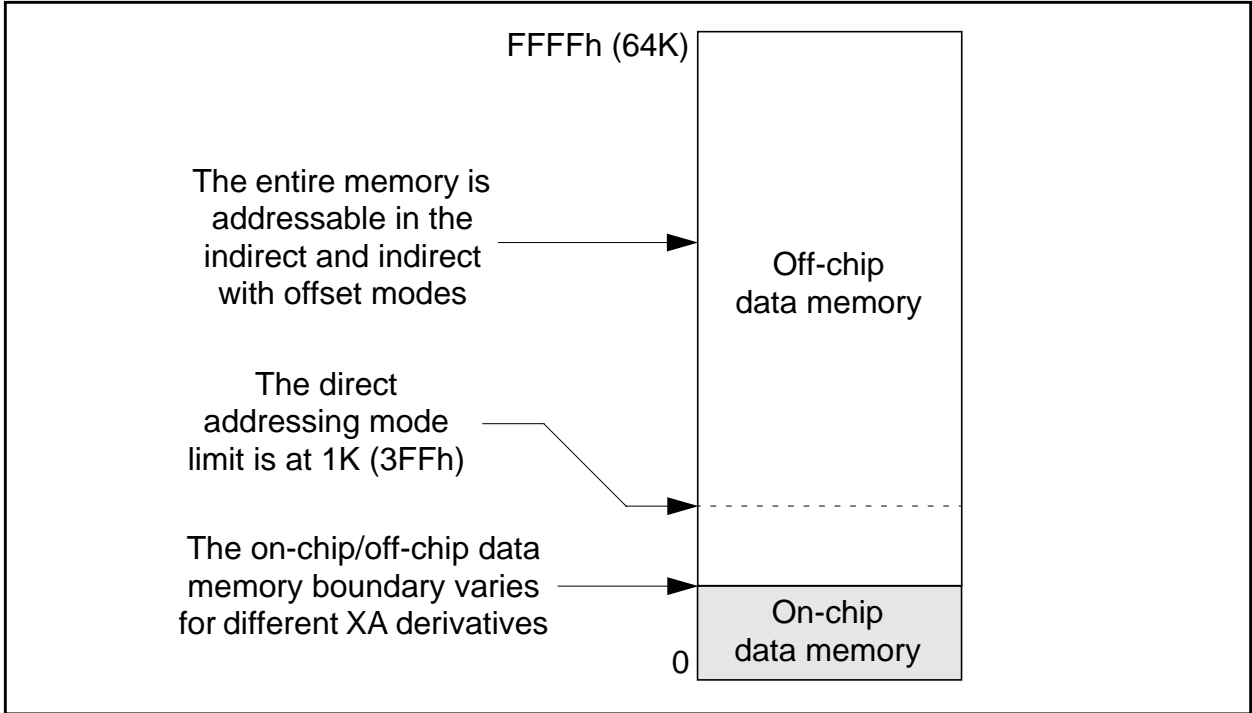 FFFFh (64K)
The entire memory is
addressable in the
indirect and indirect
with offset modes
Off-chip
data memory
The direct
addressing mode
limit is at 1K (3FFh)
The on-chip/off-chip data
memory boundary varies
for different XA derivatives
On-chip
data memory
0